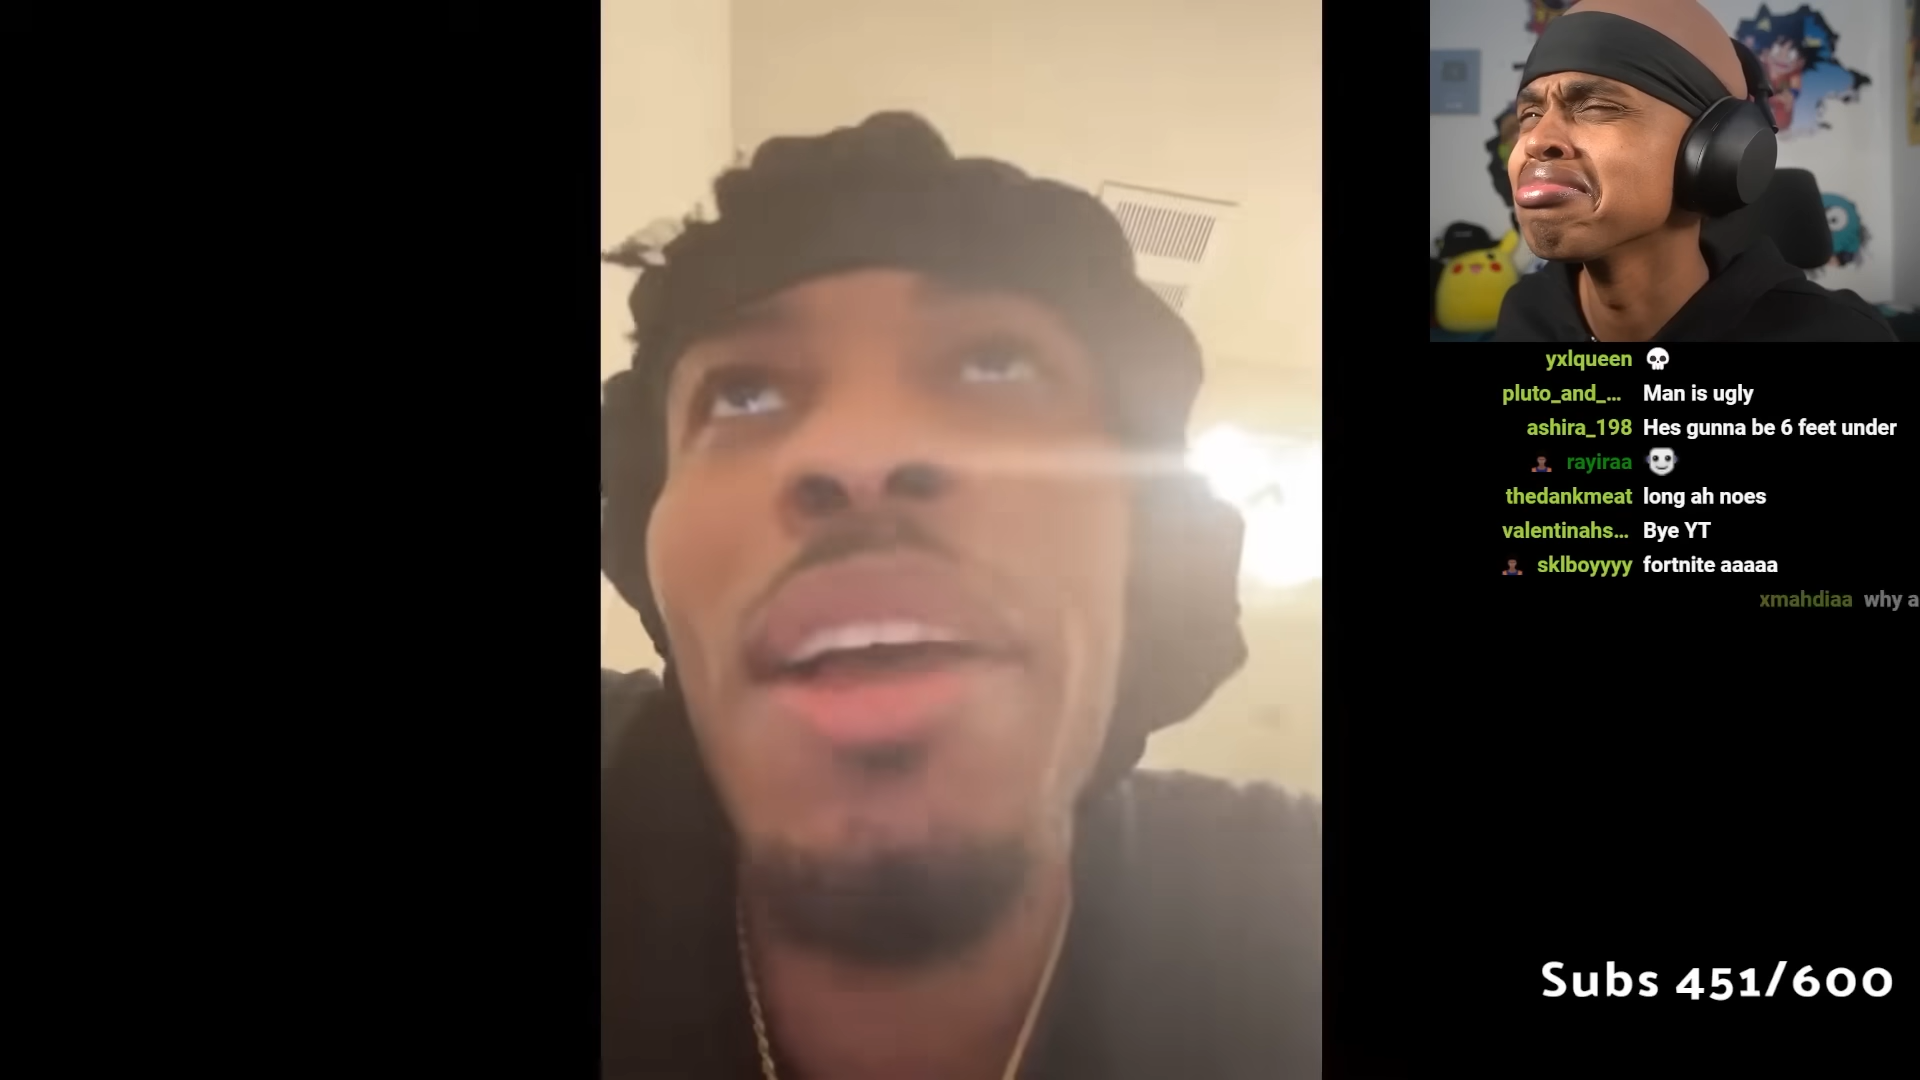 yxlqueen
pluto_and_... Man is ugly
ashira_198 Hes gunna be 6 feet under
rayiraa
thedankmeat long ah noes
valentinahs... Bye YT
sklboyyyy fortnite aaaaa
xmahdiaa why a
Subs 451/600